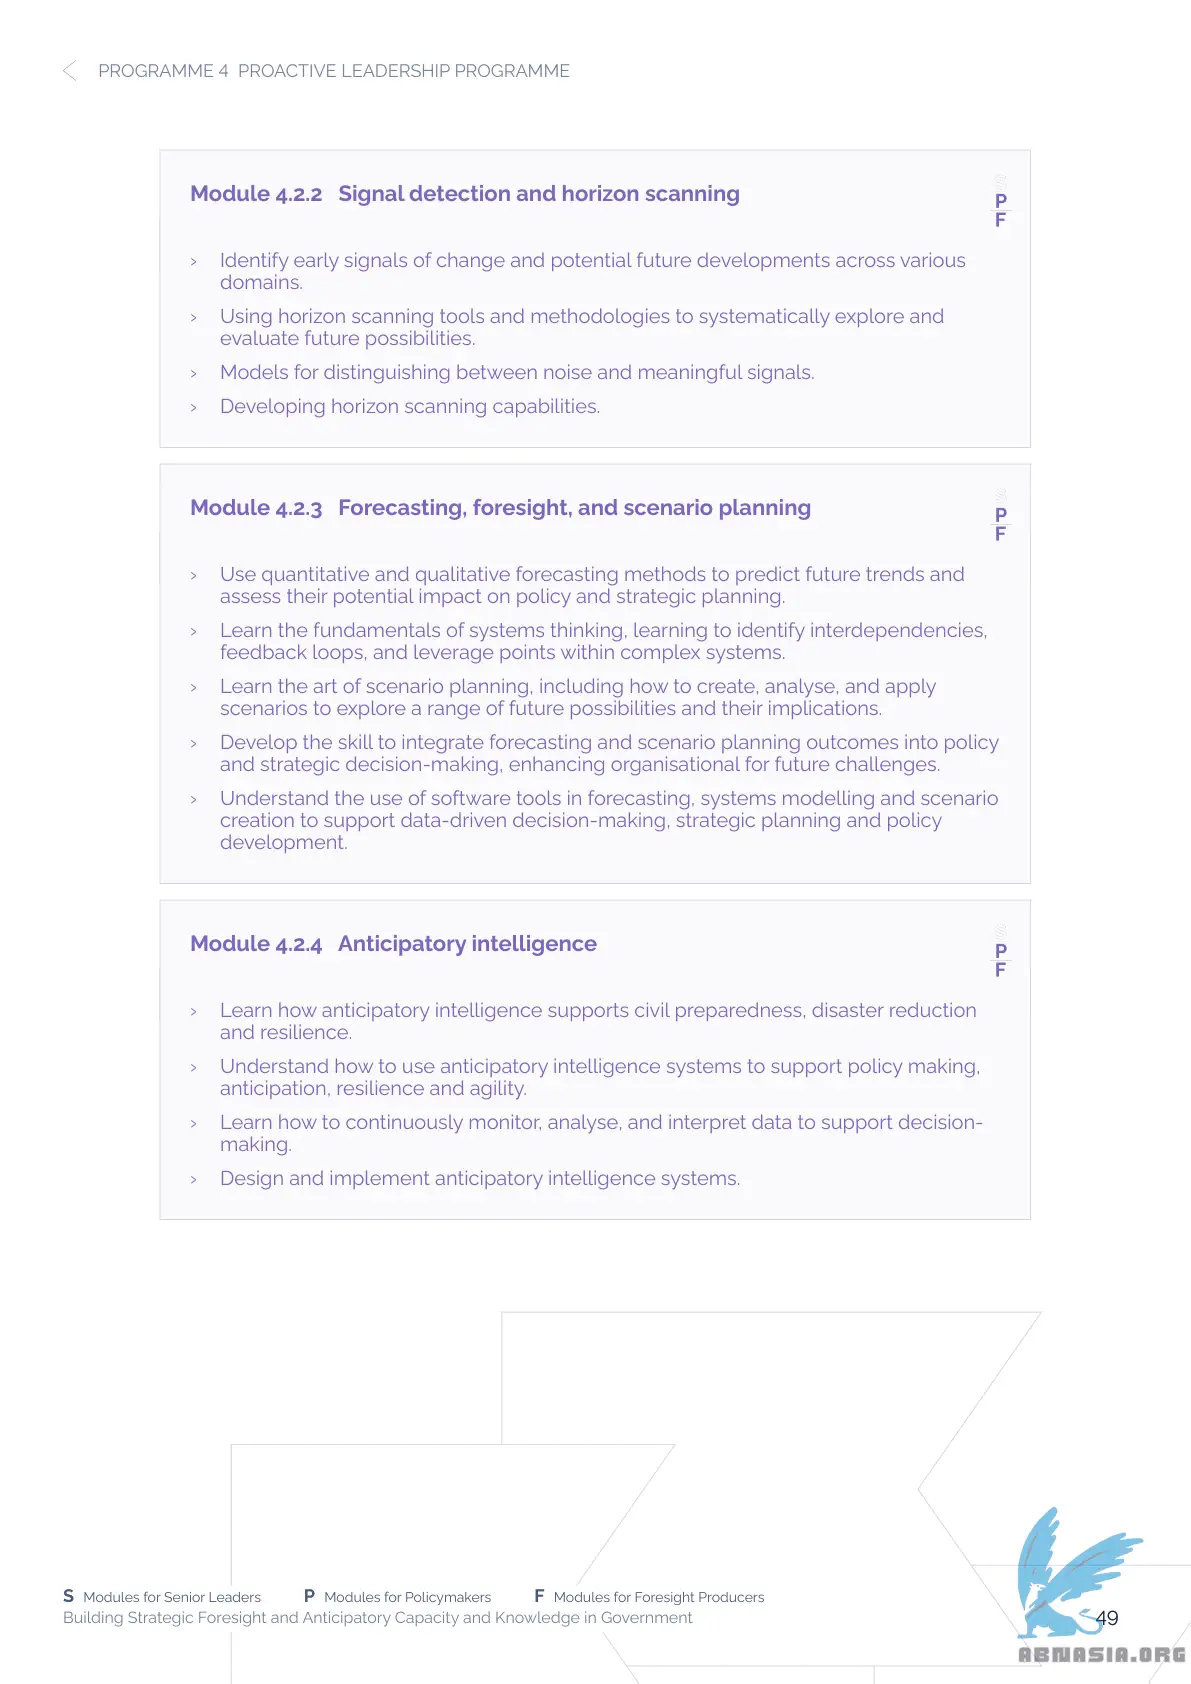 PROGRAMME 4 PROACTIVE LEADERSHIP PROGRAMME
Module 4.2.2 Signal detection and horizon scanning
S
P
F
› Identify early signals of change and potential future developments across various
domains.
› Using horizon scanning tools and methodologies to systematically explore and
evaluate future possibilities.
› Models for distinguishing between noise and meaningful signals.
› Developing horizon scanning capabilities.
Module 4.2.3 Forecasting, foresight, and scenario planning
S
P
F
› Use quantitative and qualitative forecasting methods to predict future trends and
assess their potential impact on policy and strategic planning.
› Learn the fundamentals of systems thinking, learning to identify interdependencies,
feedback loops, and leverage points within complex systems.
› Learn the art of scenario planning, including how to create, analyse, and apply
scenarios to explore a range of future possibilities and their implications.
› Develop the skill to integrate forecasting and scenario planning outcomes into policy
and strategic decision-making, enhancing organisational for future challenges.
› Understand the use of software tools in forecasting, systems modelling and scenario
creation to support data-driven decision-making, strategic planning and policy
development.
Module 4.2.4 Anticipatory intelligence
S
P
F
› Learn how anticipatory intelligence supports civil preparedness, disaster reduction
and resilience.
› Understand how to use anticipatory intelligence systems to support policy making,
anticipation, resilience and agility.
› Learn how to continuously monitor, analyse, and interpret data to support decision-
making.
› Design and implement anticipatory intelligence systems.
S Modules for Senior Leaders P Modules for Policymakers F Modules for Foresight Producers
Building Strategic Foresight and Anticipatory Capacity and Knowledge in Government
49
ABNASIA.ORG